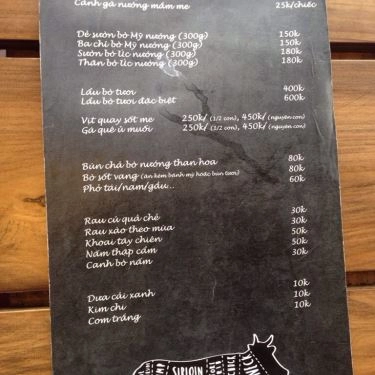 Cánh gà nướng mắm me 25k/chiếc
Dẻ sườn bò Mỹ nướng (300g) 150k
Ba chỉ bò Mỹ nướng (300g) 150k
Sườn bò Úc nướng (300g) 180k
Thăn bò Úc nướng (300g) 180k
Lẩu bò tươi 400k
Lẩu bò tươi đặc biệt 600k
Vịt quay sốt me 250k/ (1/2 con), 450k/ (nguyên con)
Gà quê ủ muối 250k/ (1/2 con), 450k/ (nguyên con)
Bún chả bò nướng than hoa 80k
Bò sốt vang (ăn kèm bánh mỳ hoặc bún tươi) 80k
Phở tái/nạm/gầu.. 60k
Rau củ quả chế 30k
Rau xào theo mùa 30k
Khoai tây chiên 50k
Nấm thập cẩm 50k
Canh bò nấm 30k
Dưa cải xanh 10k
Kim chi 10k
Cơm trắng 10k
SIRLOIN